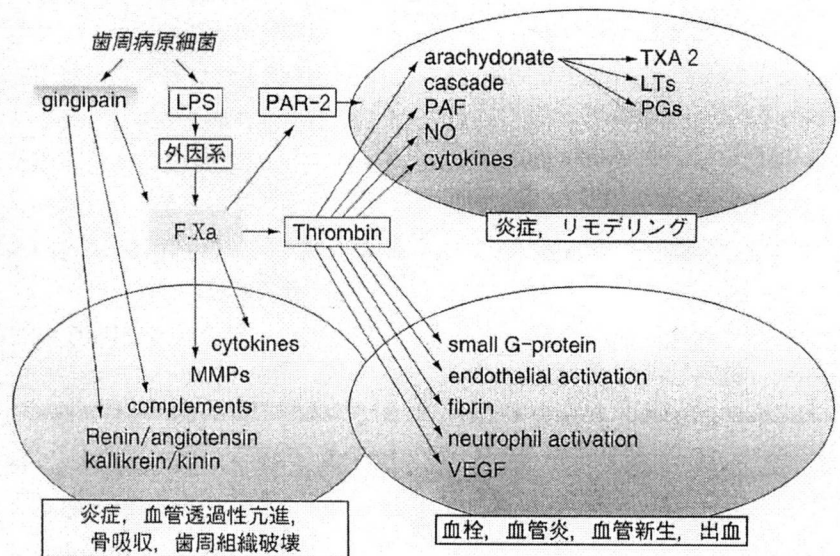 歯周病原細菌
gingipain
LPS
PAR-2
外因系
F.Xa
Thrombin
arachydonate
cascade
PAF
NO
cytokines
TXA 2
LTs
PGs
炎症，リモデリング
cytokines
MMPs
complements
Renin/angiotensin
kallikrein/kinin
炎症，血管透過性亢進，
骨吸収，歯周組織破壊
small G-protein
endothelial activation
fibrin
neutrophil activation
VEGF
血栓，血管炎，血管新生，出血